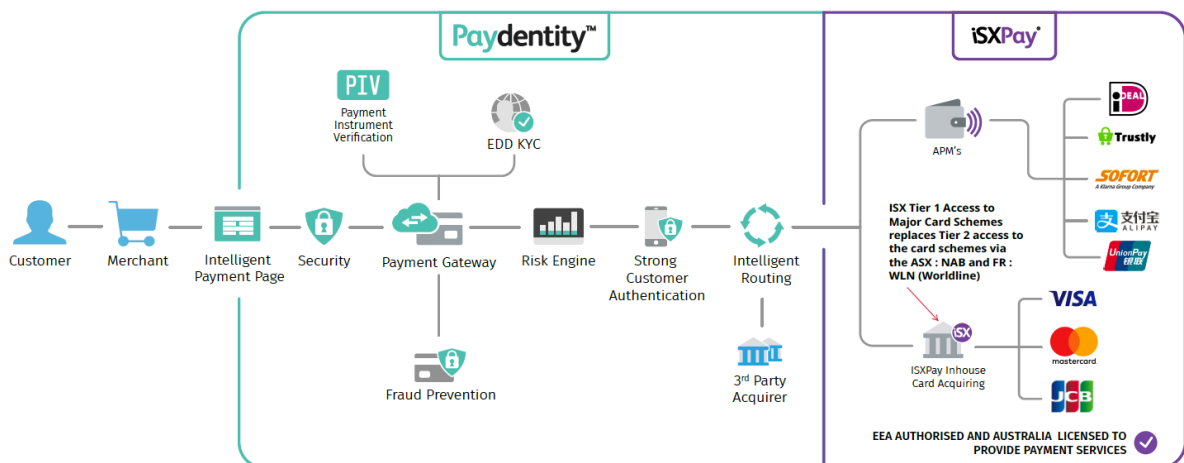 Paydentity™
iSXPay®
PIV
Payment
Instrument
Verification
EDD KYC
Customer
Merchant
Intelligent
Payment Page
Security
Payment Gateway
Risk Engine
Strong
Customer
Authentication
Intelligent
Routing
Fraud Prevention
3rd Party
Acquirer
APM's
iDEAL
Trustly
SOFORT
A Klarna Group Company
支 支付宝
ALIPAY
UnionPay
银联
ISX Tier 1 Access to
Major Card Schemes
replaces Tier 2 access to
the card schemes via
the ASX : NAB and FR :
WLN (Worldline)
iSX
ISXPay Inhouse
Card Acquiring
VISA
mastercard.
JCB
EEA AUTHORISED AND AUSTRALIA LICENSED TO
PROVIDE PAYMENT SERVICES